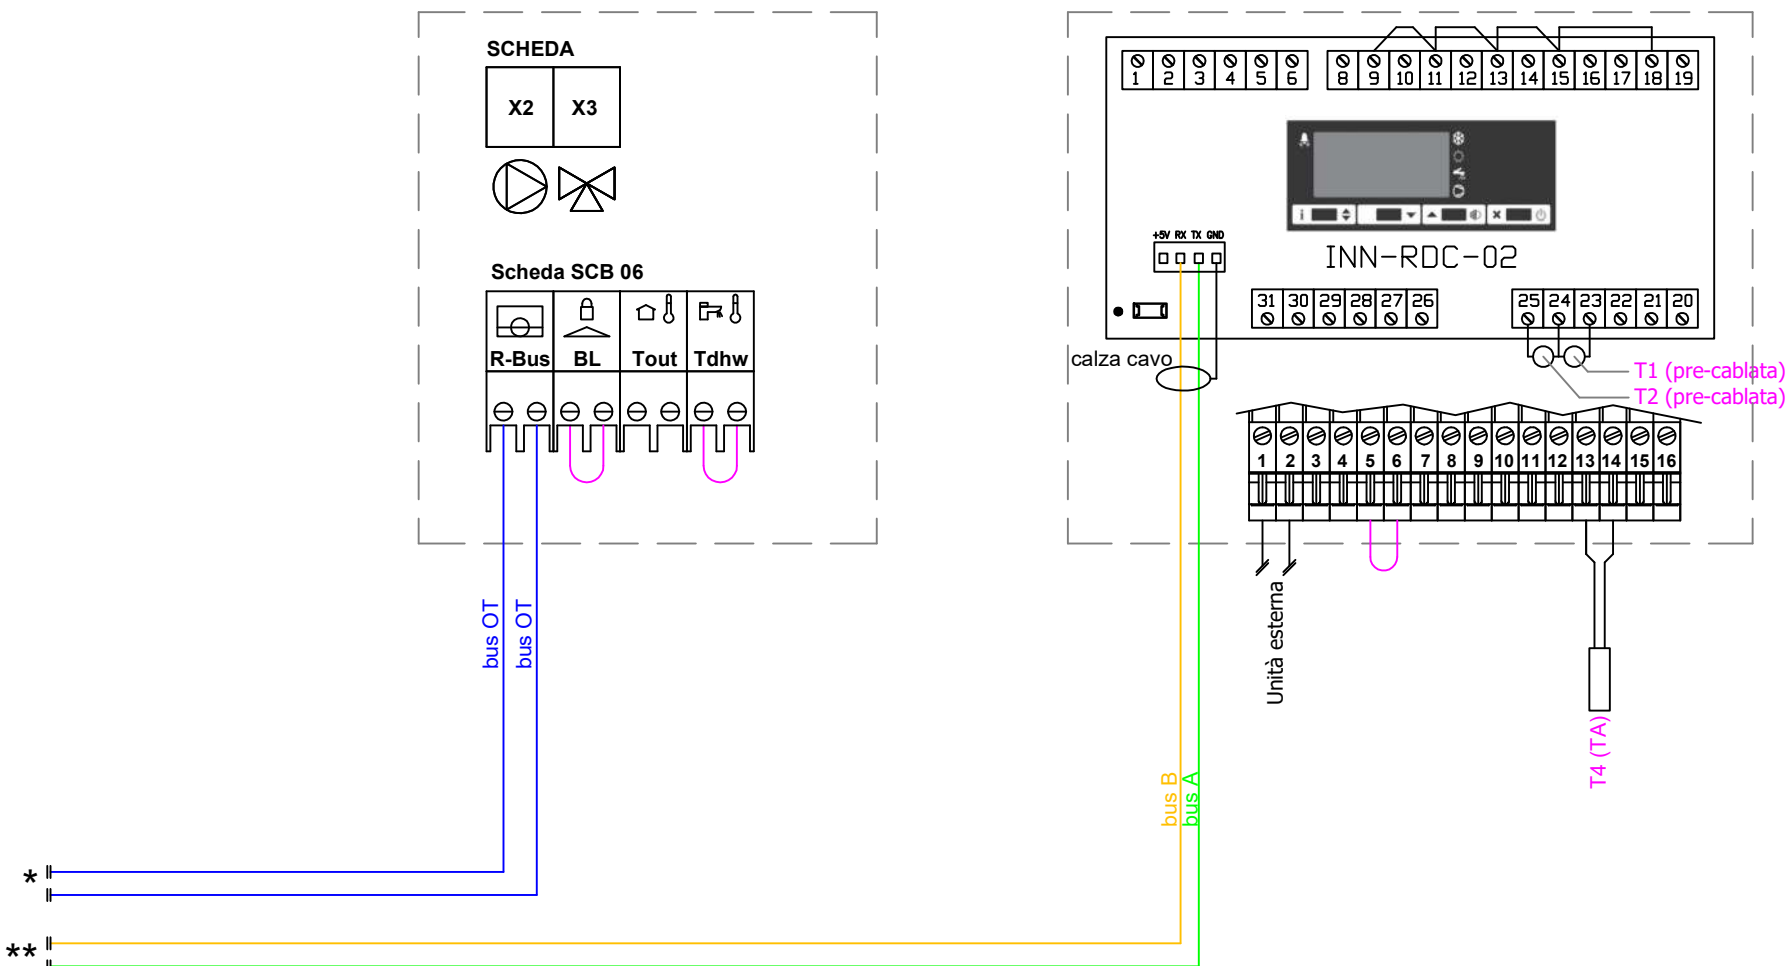 SCHEDA
X2 X3
Scheda SCB 06
R-Bus BL Tout Tdhw
bus OT
bus OT
*
**
1 2 3 4 5 6
8 9 10 11 12 13 14 15 16 17 18 19
i
+5V RX TX GND
INN-RDC-02
31 30 29 28 27 26
25 24 23 22 21 20
calza cavo
T1 (pre-cablata)
T2 (pre-cablata)
1 2 3 4 5 6 7 8 9 10 11 12 13 14 15 16
Unità esterna
T4 (TA)
bus B
bus A